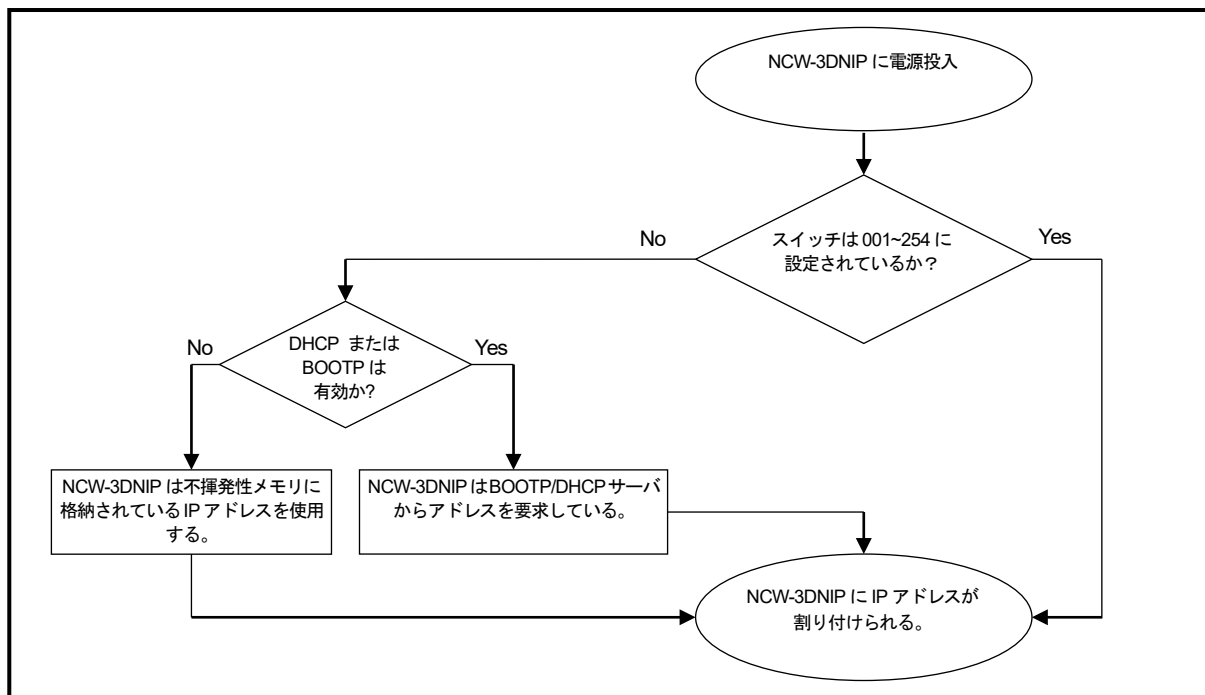 NCW-3DNIP に電源投入
スイッチは 001~254 に
設定されているか？
No
Yes
DHCP または
BOOTP は
有効か?
No
Yes
NCW-3DNIP は不揮発性メモリに
格納されている IP アドレスを使用
する。
NCW-3DNIP はBOOTP/DHCP サーバ
からアドレスを要求している。
NCW-3DNIP に IP アドレスが
割り付けられる。